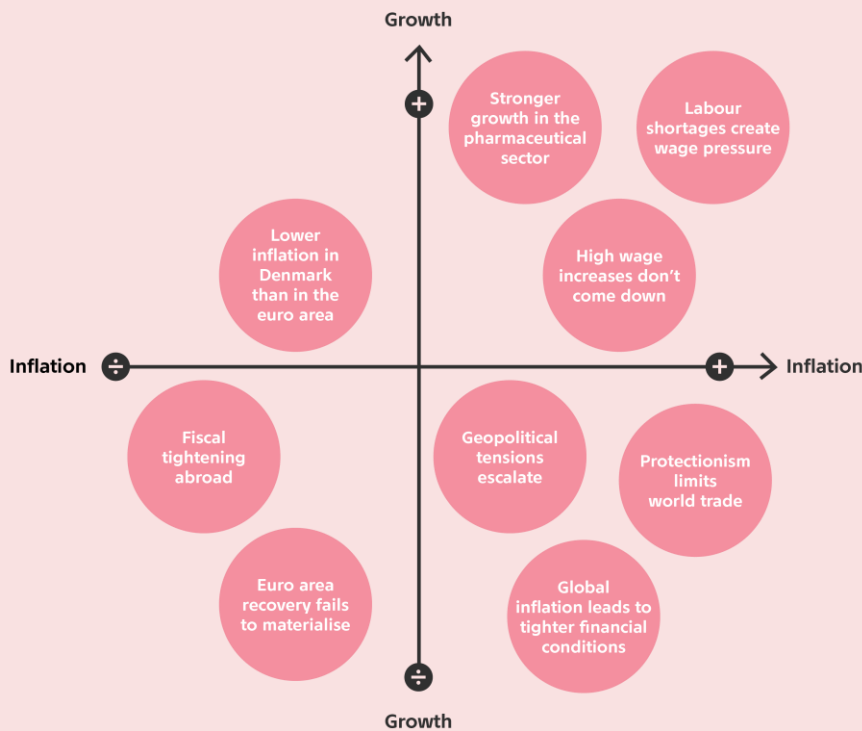 Growth
+
Stronger
growth in the
pharmaceutical
sector
Labour
shortages create
wage pressure
Lower
inflation in
Denmark
than in the
euro area
High wage
increases don't
come down
Inflation
÷
+
Inflation
Fiscal
tightening
abroad
Geopolitical
tensions
escalate
Protectionism
limits
world trade
Euro area
recovery fails
to materialise
Global
inflation leads to
tighter financial
conditions
÷
Growth